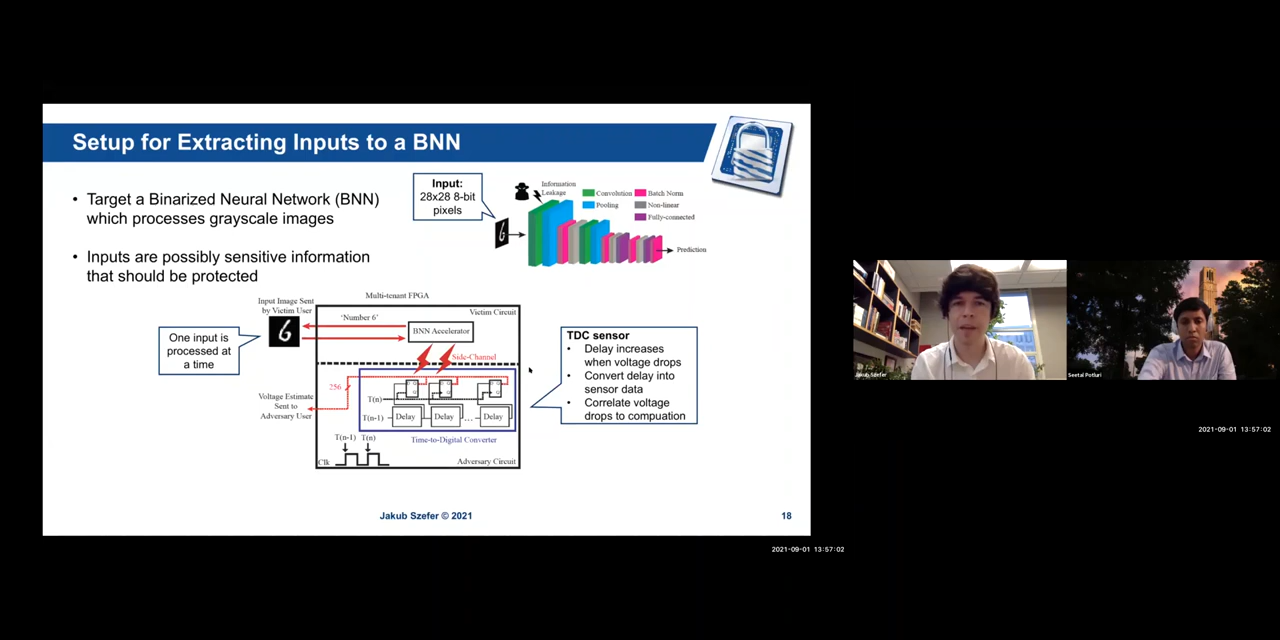 Setup for Extracting Inputs to a BNN
• Target a Binarized Neural Network (BNN)
which processes grayscale images
• Inputs are possibly sensitive information
that should be protected
Input:
28x28 8-bit
pixels
Information
Leakage
Convolution
Batch Norm
Pooling
Non-linear
Fully-connected
6
Prediction
Input Image Sent
by Victim User
Multi-tenant FPGA
Victim Circuit
'Number 6'
6
BNN Accelerator
One input is
processed at
a time
Side-Channel
256
T(n)
Voltage Estimate
Sent to
Adversary User
T(n-1)
Delay
Delay
...
Delay
T(n-1) T(n)
Time-to-Digital Converter
Clk
Adversary Circuit
TDC sensor
• Delay increases
when voltage drops
• Convert delay into
sensor data
• Correlate voltage
drops to compuation
Jakub Szefer © 2021
18
Jakub Szefer
Seetal Potluri
2021-09-01 13:57:02
2021-09-01 13:57:02